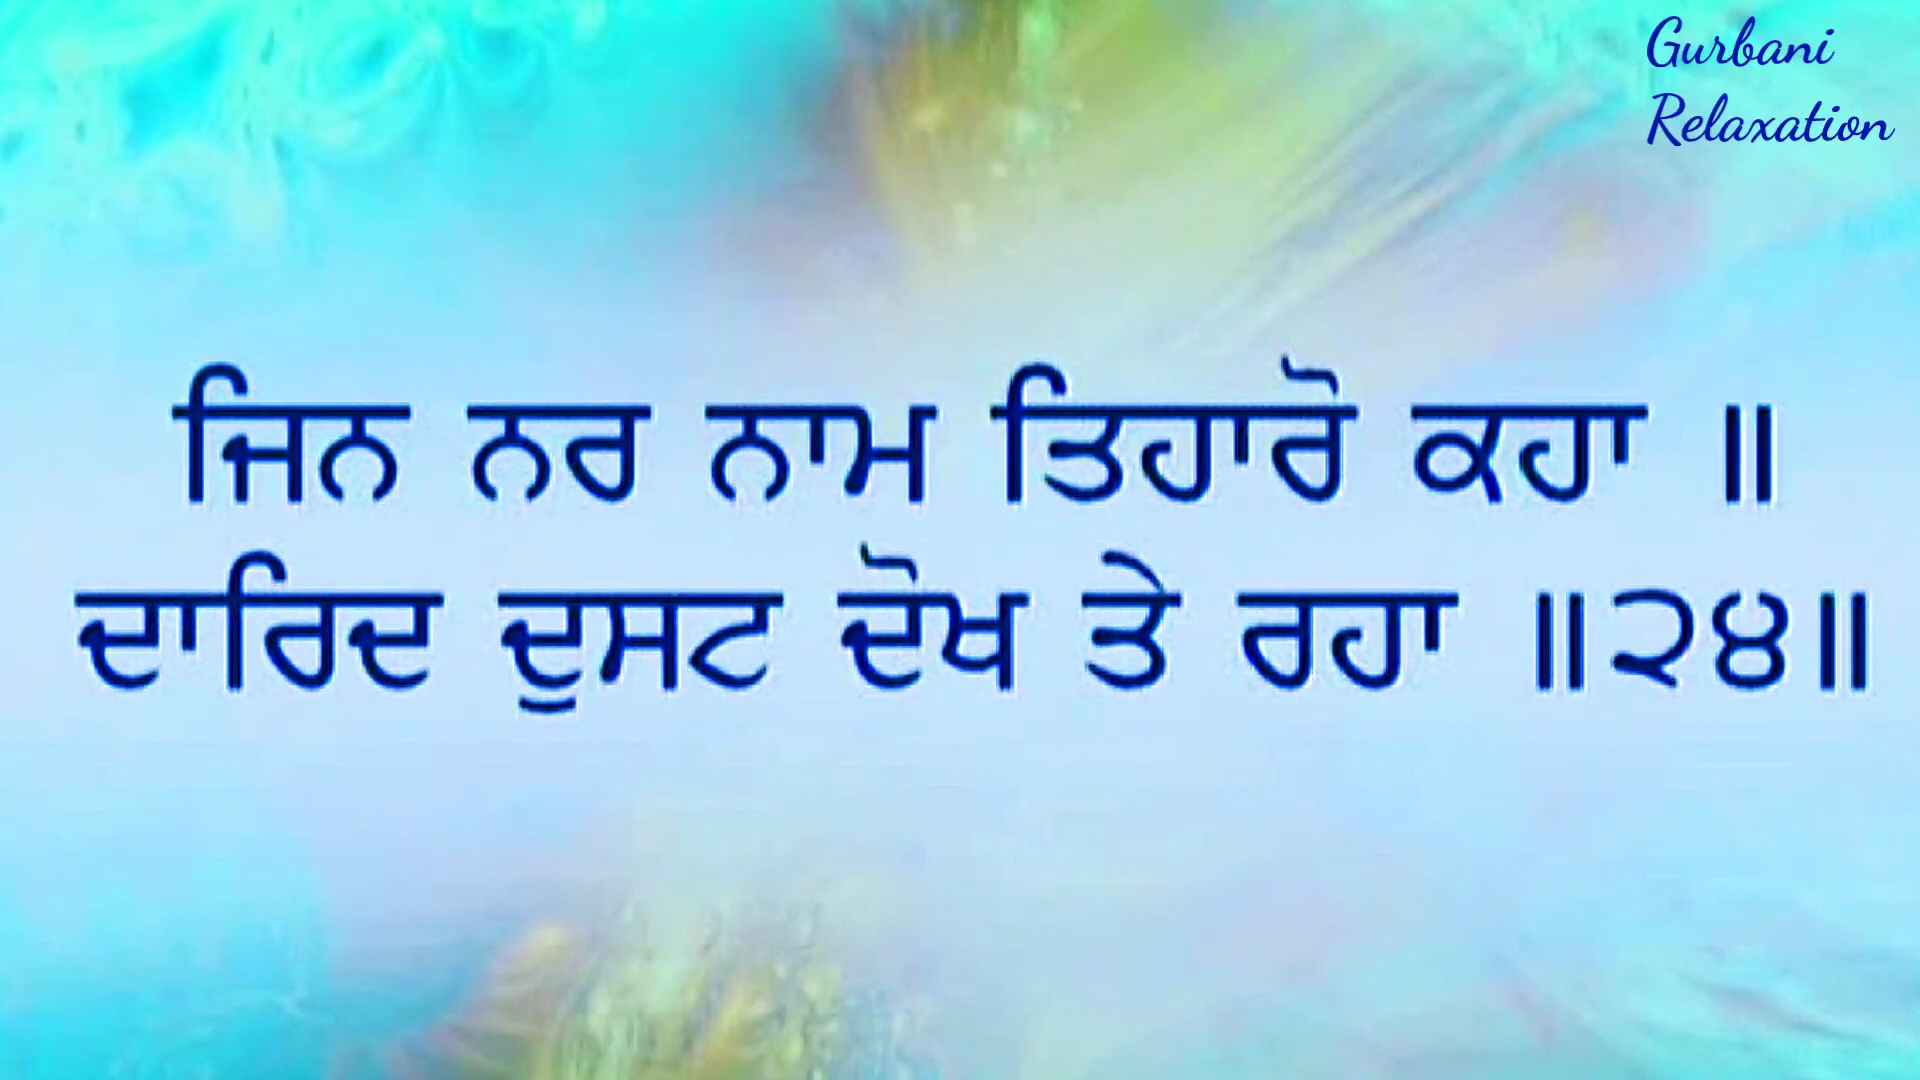 Gurbani
Relaxation
ਜਿਨ ਨਰ ਨਾਮ ਤਿਹਾਰੋ ਕਹਾ ॥
ਦਾਰਿਦ ਦੁਸਟ ਦੋਖ ਤੇ ਰਹਾ ॥੨੪॥